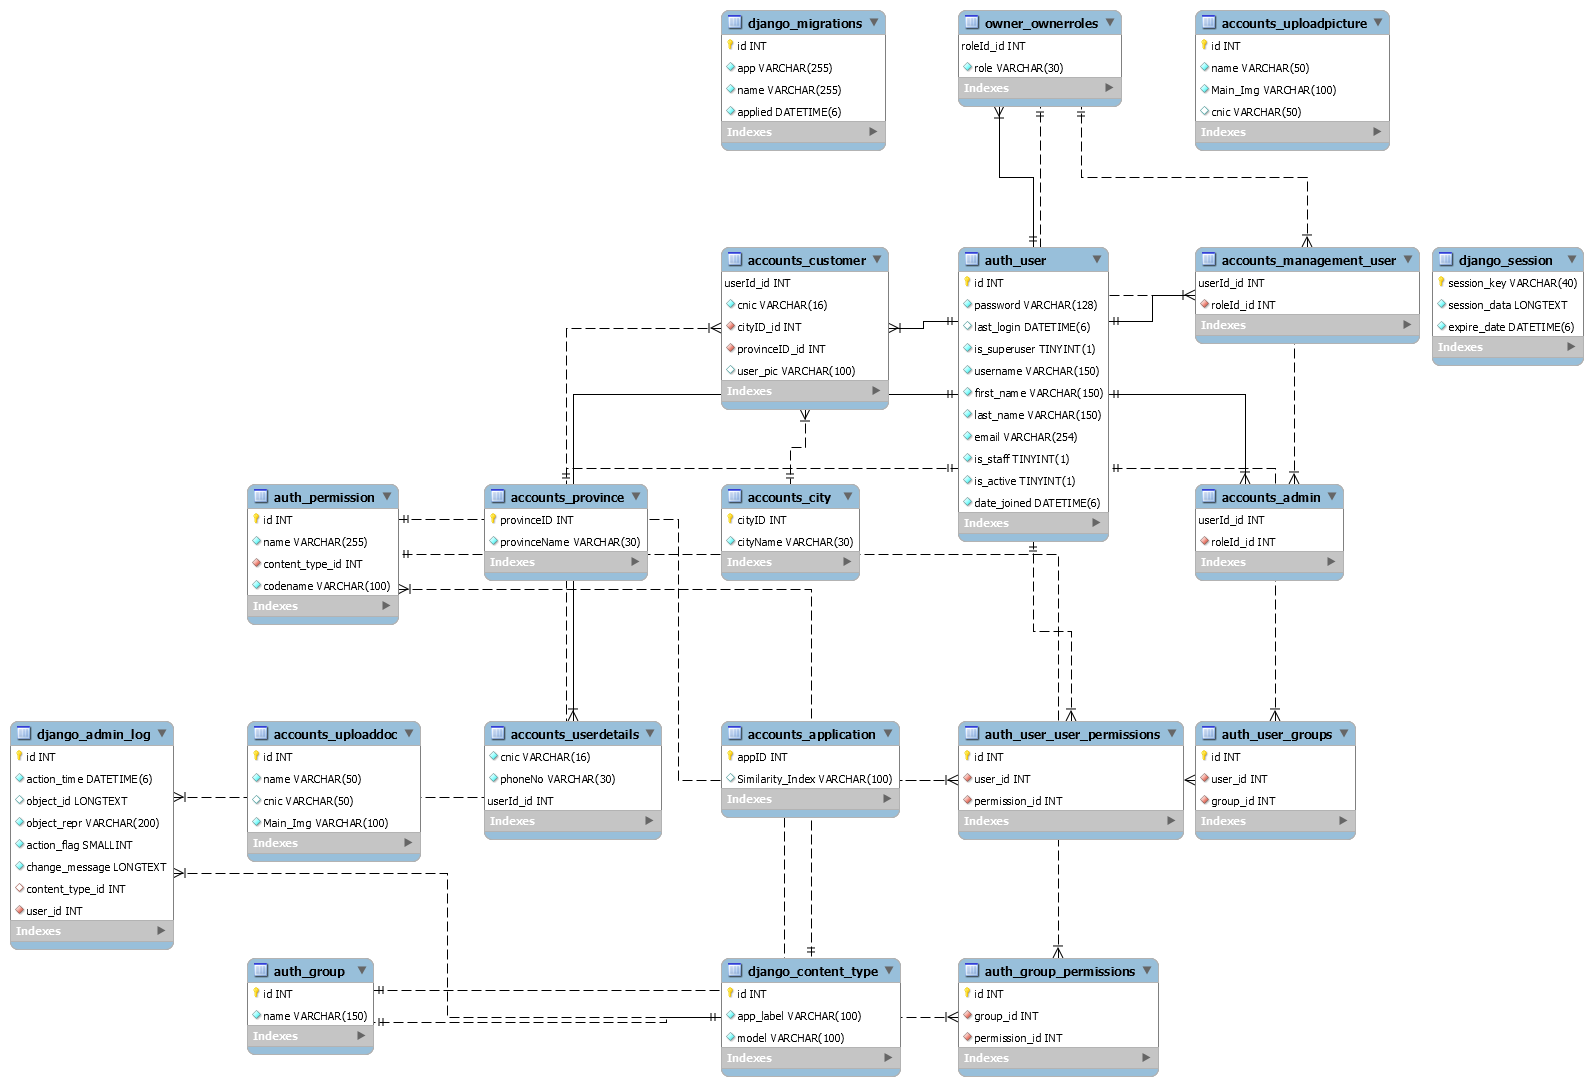 django_migrations
id INT
app VARCHAR(255)
name VARCHAR(255)
applied DATETIME(6)
Indexes
owner_ownerroles
roleId_id INT
role VARCHAR(30)
Indexes
accounts_uploadpicture
id INT
name VARCHAR(50)
Main_Img VARCHAR(100)
cnic VARCHAR(50)
Indexes
accounts_customer
userId_id INT
cnic VARCHAR(16)
cityID_id INT
provinceID_id INT
user_pic VARCHAR(100)
Indexes
auth_user
id INT
password VARCHAR(128)
last_login DATETIME(6)
is_superuser TINYINT(1)
username VARCHAR(150)
first_name VARCHAR(150)
last_name VARCHAR(150)
email VARCHAR(254)
is_staff TINYINT(1)
is_active TINYINT(1)
date_joined DATETIME(6)
Indexes
accounts_management_user
userId_id INT
roleId_id INT
Indexes
django_session
session_key VARCHAR(40)
session_data LONGTEXT
expire_date DATETIME(6)
Indexes
auth_permission
id INT
name VARCHAR(255)
content_type_id INT
codename VARCHAR(100)
Indexes
accounts_province
provinceID INT
provinceName VARCHAR(30)
Indexes
accounts_city
cityID INT
cityName VARCHAR(30)
Indexes
accounts_admin
userId_id INT
roleId_id INT
Indexes
django_admin_log
id INT
action_time DATETIME(6)
object_id LONGTEXT
object_repr VARCHAR(200)
action_flag SMALLINT
change_message LONGTEXT
content_type_id INT
user_id INT
Indexes
accounts_uploaddoc
id INT
name VARCHAR(50)
cnic VARCHAR(50)
Main_Img VARCHAR(100)
Indexes
accounts_userdetails
cnic VARCHAR(16)
phoneNo VARCHAR(30)
userId_id INT
Indexes
accounts_application
appID INT
Similarity_Index VARCHAR(100)
Indexes
auth_user_user_permissions
id INT
user_id INT
permission_id INT
Indexes
auth_user_groups
id INT
user_id INT
group_id INT
Indexes
auth_group
id INT
name VARCHAR(150)
Indexes
django_content_type
id INT
app_label VARCHAR(100)
model VARCHAR(100)
Indexes
auth_group_permissions
id INT
group_id INT
permission_id INT
Indexes